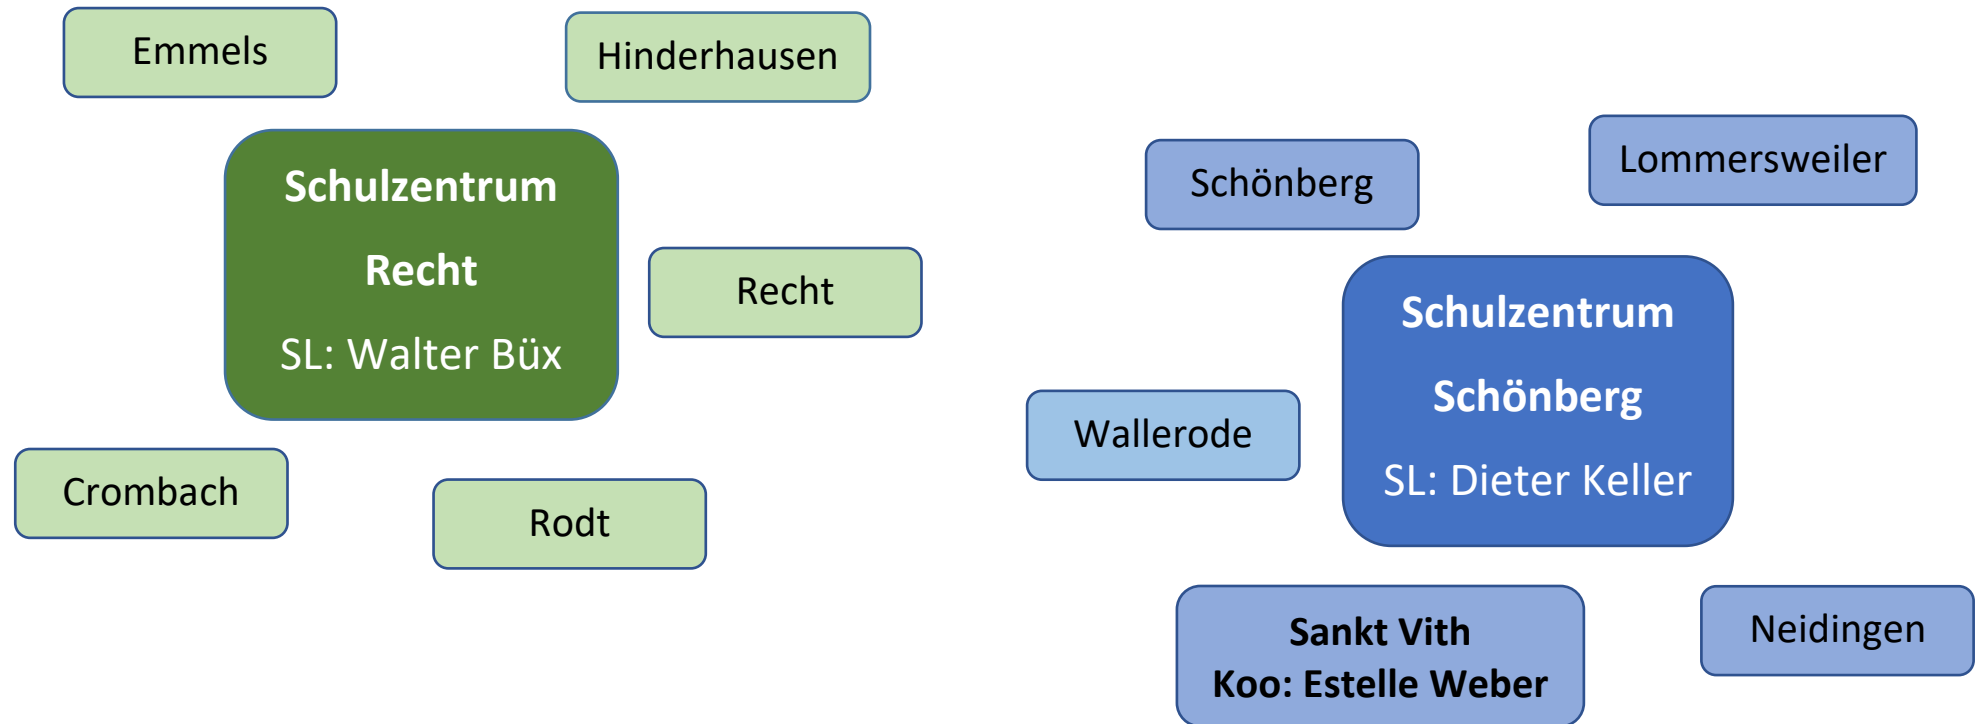 Emmels
Hinderhausen
Schulzentrum
Recht
SL: Walter Büx
Recht
Crombach
Rodt
Schönberg
Lommersweiler
Schulzentrum
Schönberg
SL: Dieter Keller
Wallerode
Sankt Vith
Koo: Estelle Weber
Neidingen